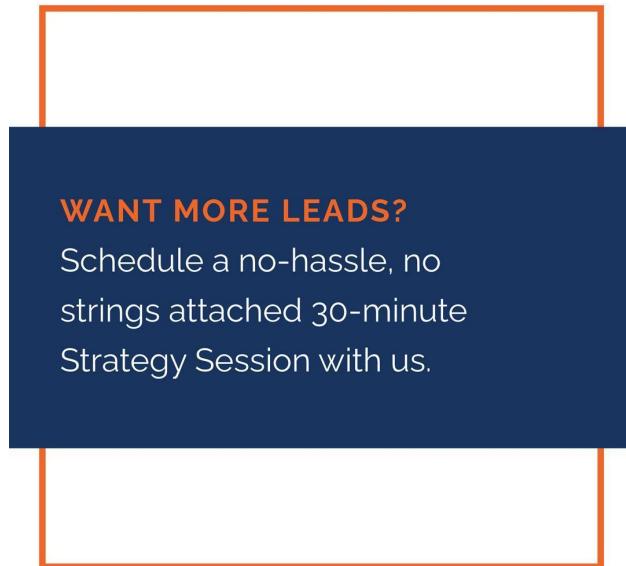 WANT MORE LEADS?
Schedule a no-hassle, no
strings attached 30-minute
Strategy Session with us.